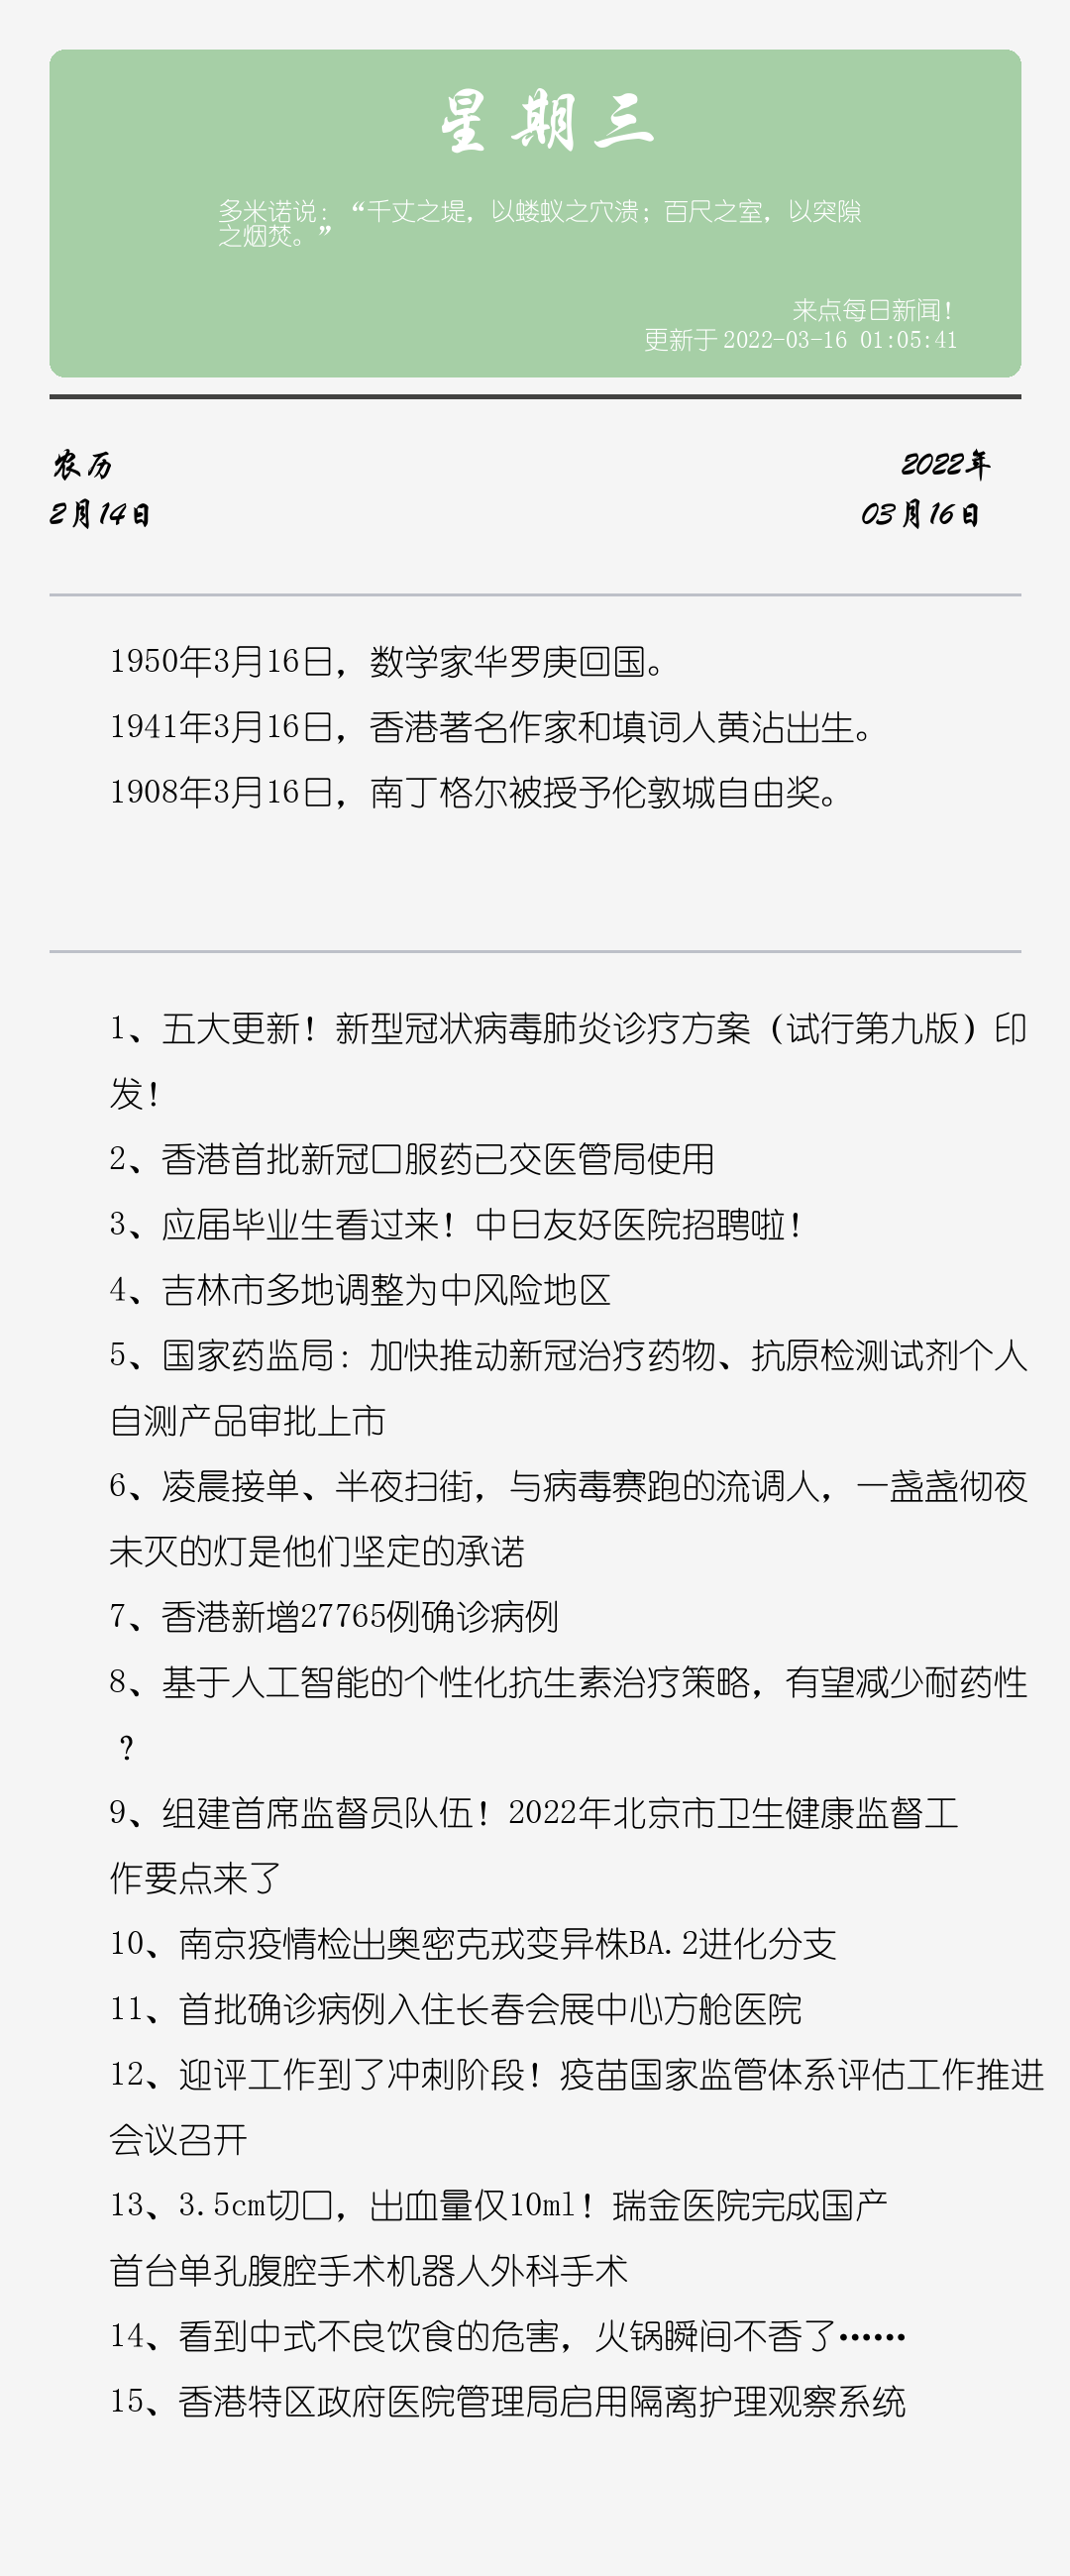 星期三
多米诺说：“千丈之堤，以蝼蚁之穴溃；百尺之室，以突隙
之烟焚。”
来点每日新闻！
更新于 2022-03-16 01:05:41
农历
2022年
2月14日
03月16日
1950年3月16日，数学家华罗庚回国。
1941年3月16日，香港著名作家和填词人黄沾出生。
1908年3月16日，南丁格尔被授予伦敦城自由奖。
1、五大更新！新型冠状病毒肺炎诊疗方案（试行第九版）印
发！
2、香港首批新冠口服药已交医管局使用
3、应届毕业生看过来！中日友好医院招聘啦！
4、吉林市多地调整为中风险地区
5、国家药监局：加快推动新冠治疗药物、抗原检测试剂个人
自测产品审批上市
6、凌晨接单、半夜扫街，与病毒赛跑的流调人，一盏盏彻夜
未灭的灯是他们坚定的承诺
7、香港新增27765例确诊病例
8、基于人工智能的个性化抗生素治疗策略，有望减少耐药性
？
9、组建首席监督员队伍！2022年北京市卫生健康监督工
作要点来了
10、南京疫情检出奥密克戎变异株BA.2进化分支
11、首批确诊病例入住长春会展中心方舱医院
12、迎评工作到了冲刺阶段！疫苗国家监管体系评估工作推进
会议召开
13、3.5cm切口，出血量仅10ml！瑞金医院完成国产
首台单孔腹腔手术机器人外科手术
14、看到中式不良饮食的危害，火锅瞬间不香了……
15、香港特区政府医院管理局启用隔离护理观察系统